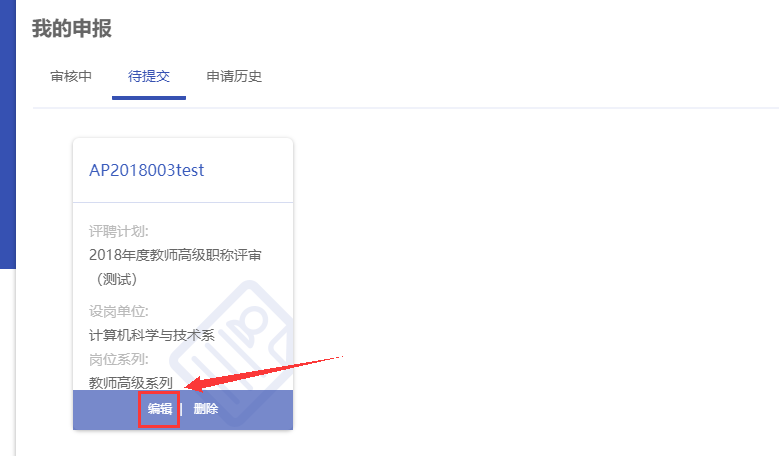 我的申报
审核中 待提交 申请历史
AP2018003test
评聘计划:
2018年度教师高级职称评审
（测试）
设岗单位:
计算机科学与技术系
岗位系列:
教师高级系列
编辑 | 删除